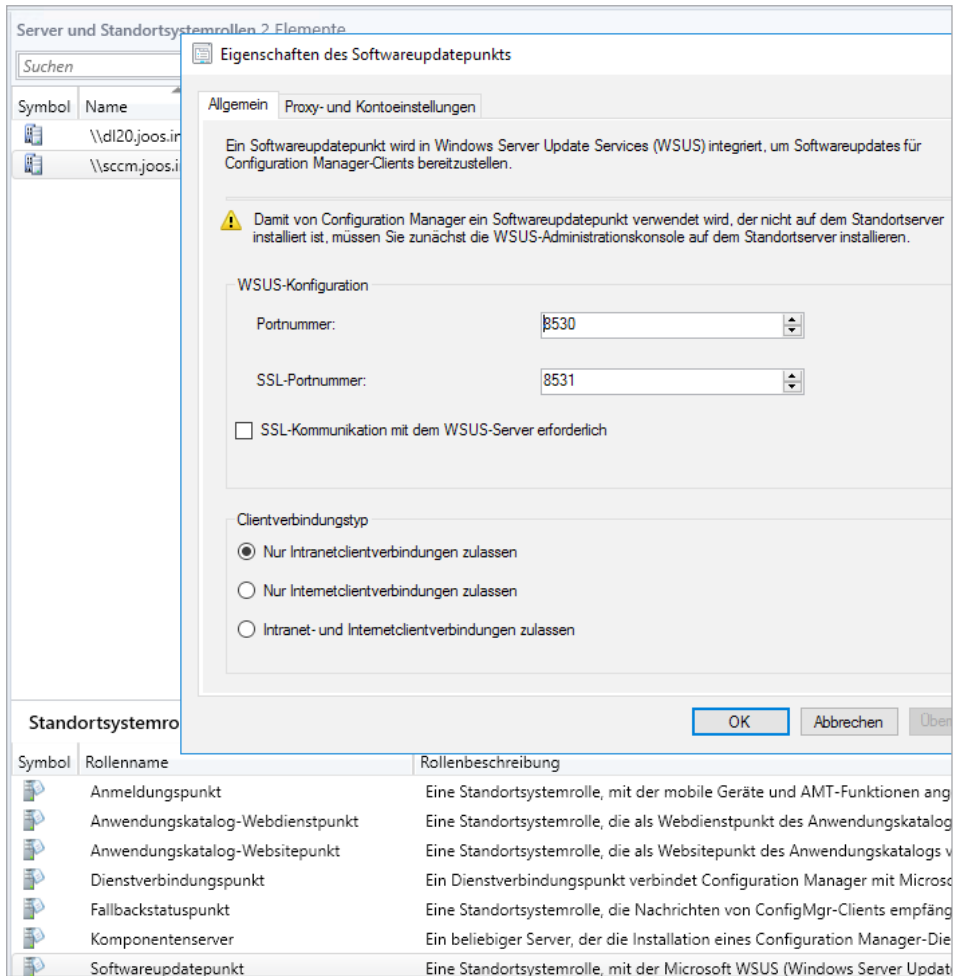 Server und Standortsystemrollen 2 Elemente
Eigenschaften des Softwareupdatepunkts
Suchen
Symbol Name
\\dl20.joos.in
\\sccm.joos.i
Allgemein Proxy- und Kontoeinstellungen
Ein Softwareupdatepunkt wird in Windows Server Update Services (WSUS) integriert, um Softwareupdates für
Configuration Manager-Clients bereitzustellen.
Damit von Configuration Manager ein Softwareupdatepunkt verwendet wird, der nicht auf dem Standortserver
installiert ist, müssen Sie zunächst die WSUS-Administrationskonsole auf dem Standortserver installieren.
WSUS-Konfiguration
Portnummer: 8530
SSL-Portnummer: 8531
SSL-Kommunikation mit dem WSUS-Server erforderlich
Clientverbindungstyp
Nur Intranetclientverbindungen zulassen
Nur Internetclientverbindungen zulassen
Intranet- und Internetclientverbindungen zulassen
OK Abbrechen Über
Standortsystemro
Symbol Rollenname Rollenbeschreibung
Anmeldungspunkt Eine Standortsystemrolle, mit der mobile Geräte und AMT-Funktionen ang
Anwendungskatalog-Webdienstpunkt Eine Standortsystemrolle, die als Webdienstpunkt des Anwendungskatalog
Anwendungskatalog-Websitepunkt Eine Standortsystemrolle, die als Websitepunkt des Anwendungskatalogs v
Dienstverbindungspunkt Ein Dienstverbindungspunkt verbindet Configuration Manager mit Microso
Fallbackstatuspunkt Eine Standortsystemrolle, die Nachrichten von ConfigMgr-Clients empfäng
Komponentenserver Ein beliebiger Server, der die Installation eines Configuration Manager-Die
Softwareupdatepunkt Eine Standortsystemrolle, mit der Microsoft WSUS (Windows Server Updat